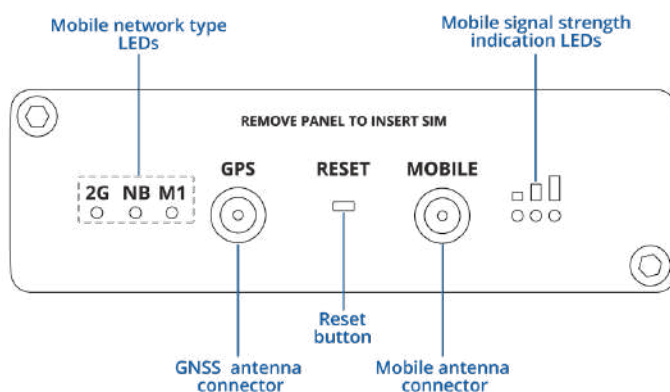 Mobile network type
LEDs
Mobile signal strength
indication LEDs
REMOVE PANEL TO INSERT SIM
GPS RESET MOBILE
2G NB M1
Reset
button
GNSS antenna
connector
Mobile antenna
connector